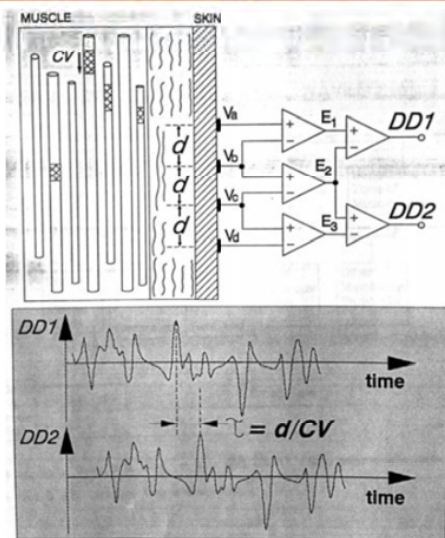 MUSCLE SKIN
CV
Va
Vb
Vc
Vd
d
d
d
+
−
+
−
+
−
E1
E2
E3
+
−
+
−
DD1
DD2
DD1
time
τ = d/CV
DD2
time